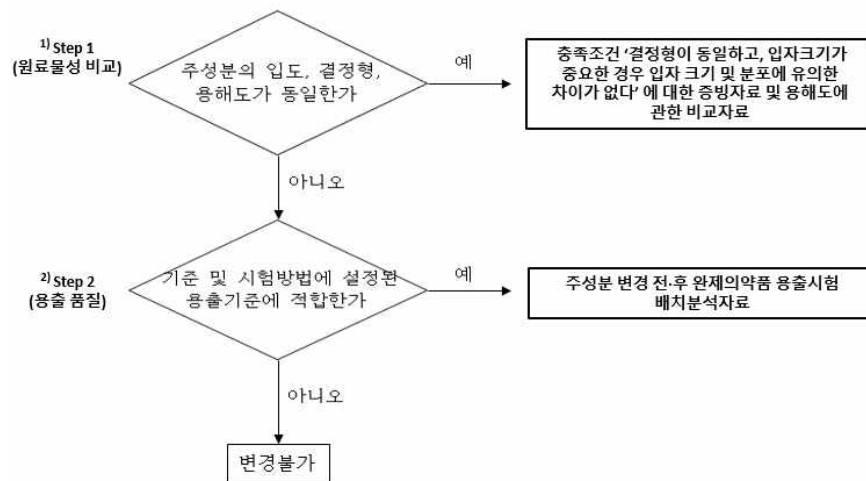 1) Step 1
(원료물성 비교)
주성분의 입도, 결정형,
용해도가 동일한가
예
충족조건 ‘결정형이 동일하고, 입자크기가
중요한 경우 입자 크기 및 분포에 유의한
차이가 없다’ 에 대한 증빙자료 및 용해도에
관한 비교자료
아니오
2) Step 2
(용출 품질)
기준 및 시험방법에 설정된
용출기준에 적합한가
예
주성분 변경 전·후 완제의약품 용출시험
배치분석자료
아니오
변경불가